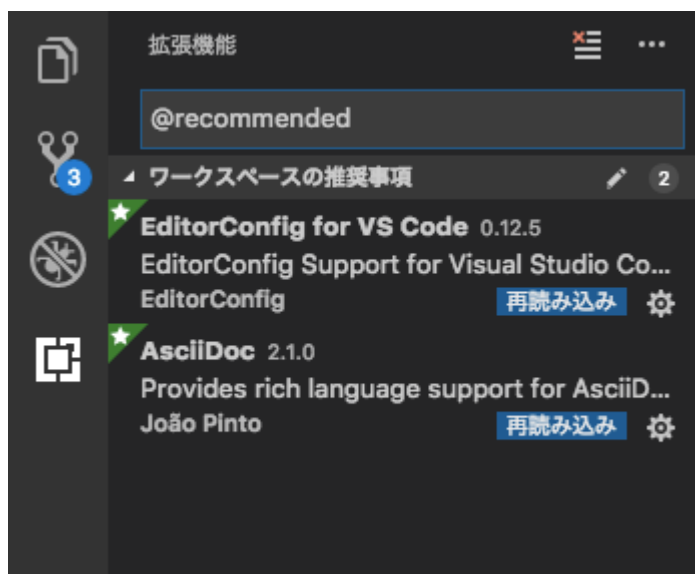 拡張機能
@recommended
3
ワークスペースの推奨事項 2
EditorConfig for VS Code 0.12.5
EditorConfig Support for Visual Studio Co...
EditorConfig 再読み込み
AsciiDoc 2.1.0
Provides rich language support for AsciiD...
João Pinto 再読み込み